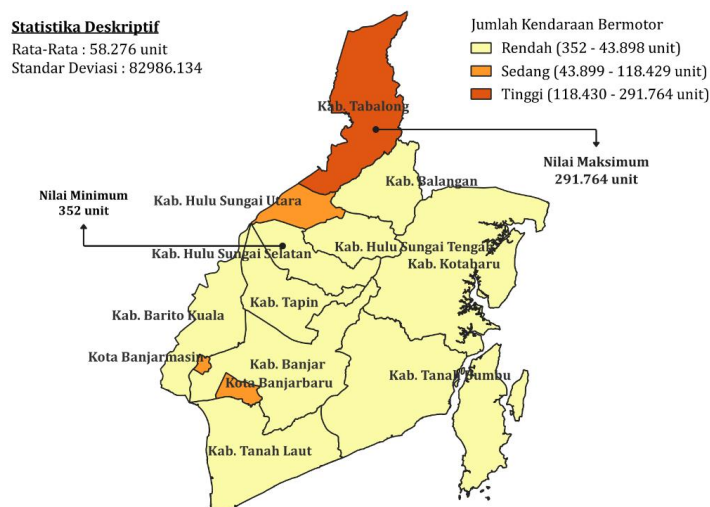 Statistika Deskriptif
Rata-Rata : 58.276 unit
Standar Deviasi : 82986.134
Jumlah Kendaraan Bermotor
Rendah (352 - 43.898 unit)
Sedang (43.899 - 118.429 unit)
Tinggi (118.430 - 291.764 unit)
Kab. Tabalong
Nilai Maksimum
291.764 unit
Kab. Balangan
Nilai Minimum
352 unit
Kab. Hulu Sungai Utara
Kab. Hulu Sungai Tengah
Kab. Hulu Sungai Selatan
Kab. Kotabaru
Kab. Tapin
Kab. Barito Kuala
Kota Banjarmasin
Kab. Banjar
Kota Banjarbaru
Kab. Tanah Bumbu
Kab. Tanah Laut